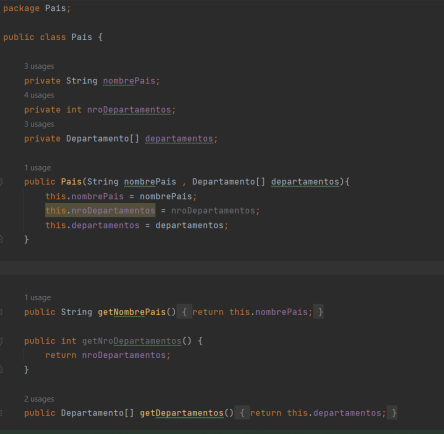 package Pais;
public class Pais {
3 usages
private String nombrePais;
4 usages
private int nroDepartamentos;
3 usages
private Departamento[] departamentos;
1 usage
public Pais(String nombrePais , Departamento[] departamentos){
this.nombrePais = nombrePais;
this.nroDepartamentos = nroDepartamentos;
this.departamentos = departamentos;
}
1 usage
public String getNombrePais() { return this.nombrePais; }
public int getNroDepartamentos() {
return nroDepartamentos;
}
2 usages
public Departamento[] getDepartamentos() { return this.departamentos; }